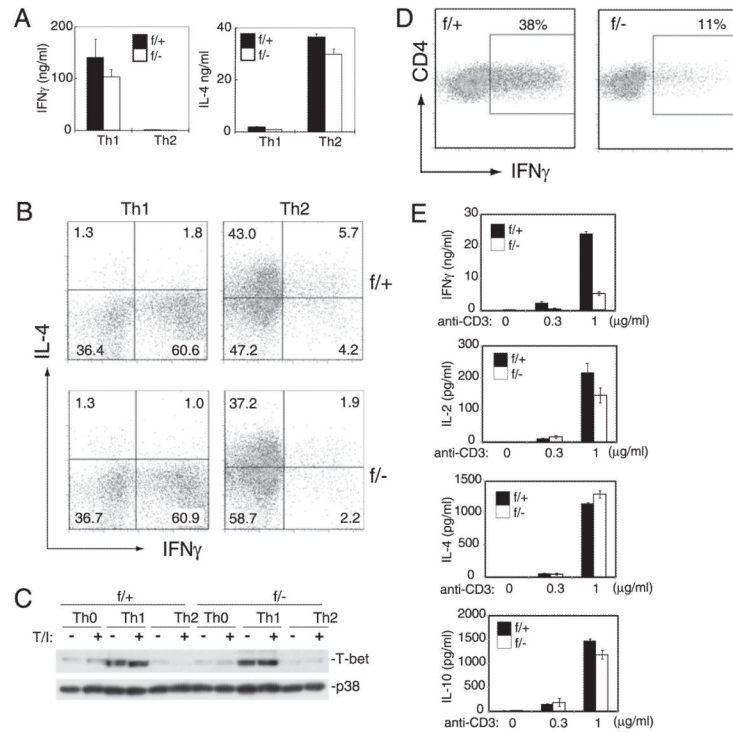 A
IFNγ (ng/ml)
200
100
0
f/+
f/-
Th1 Th2
IL-4 ng/ml
40
20
0
f/+
f/-
Th1 Th2
B
Th1 Th2
1.3 1.8 43.0 5.7
f/+
36.4 60.6 47.2 4.2
1.3 1.0 37.2 1.9
f/-
36.7 60.9 58.7 2.2
IL-4
IFNγ
C
f/+ f/-
Th0 Th1 Th2 Th0 Th1 Th2
T/I: - + - + - + - + - + - +
-T-bet
-p38
D
f/+ 38% f/- 11%
CD4
IFNγ
E
IFNγ (ng/ml)
30
20
10
0
f/+
f/-
anti-CD3: 0 0.3 1 (μg/ml)
IL-2 (pg/ml)
300
200
100
0
f/+
f/-
anti-CD3: 0 0.3 1 (μg/ml)
IL-4 (pg/ml)
1500
1000
500
0
f/+
f/-
anti-CD3: 0 0.3 1 (μg/ml)
IL-10 (pg/ml)
2000
1500
1000
500
0
f/+
f/-
anti-CD3: 0 0.3 1 (μg/ml)